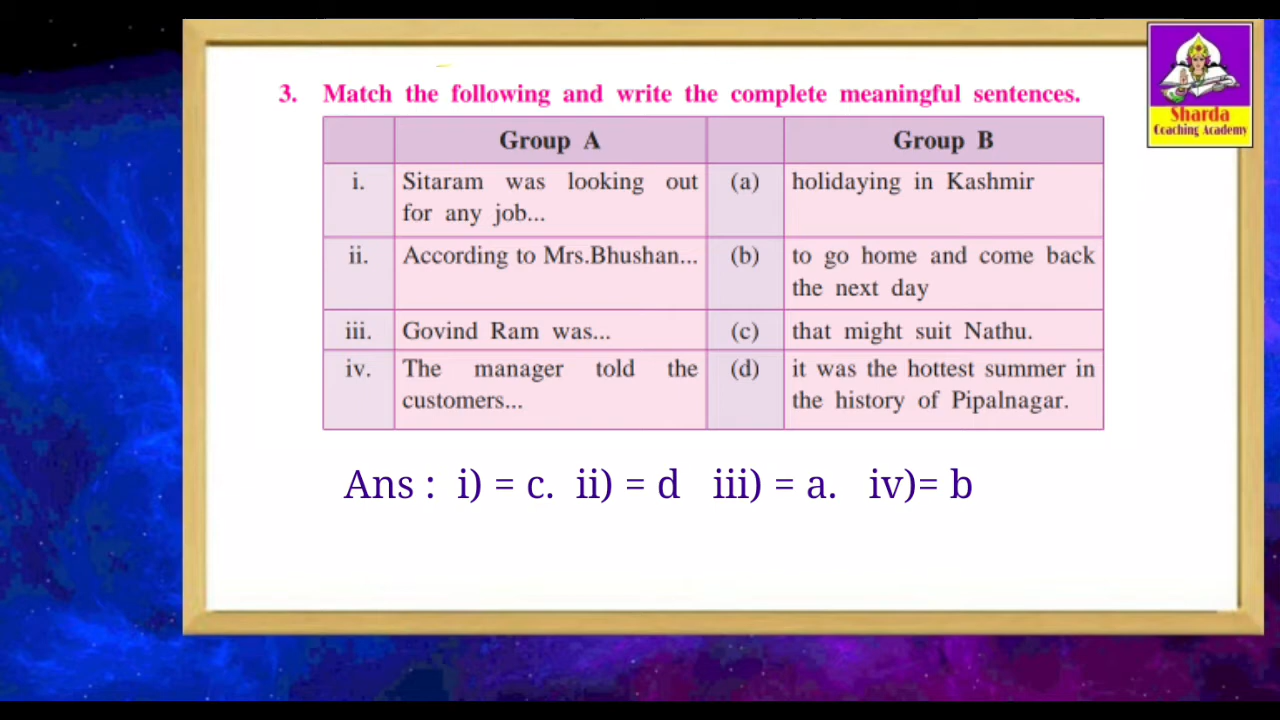 Sharda
Coaching Academy
3. Match the following and write the complete meaningful sentences.
Group A Group B
i. Sitaram was looking out (a) holidaying in Kashmir
for any job...
ii. According to Mrs.Bhushan... (b) to go home and come back
the next day
iii. Govind Ram was... (c) that might suit Nathu.
iv. The manager told the (d) it was the hottest summer in
customers... the history of Pipalnagar.
Ans : i) = c. ii) = d iii) = a. iv)= b